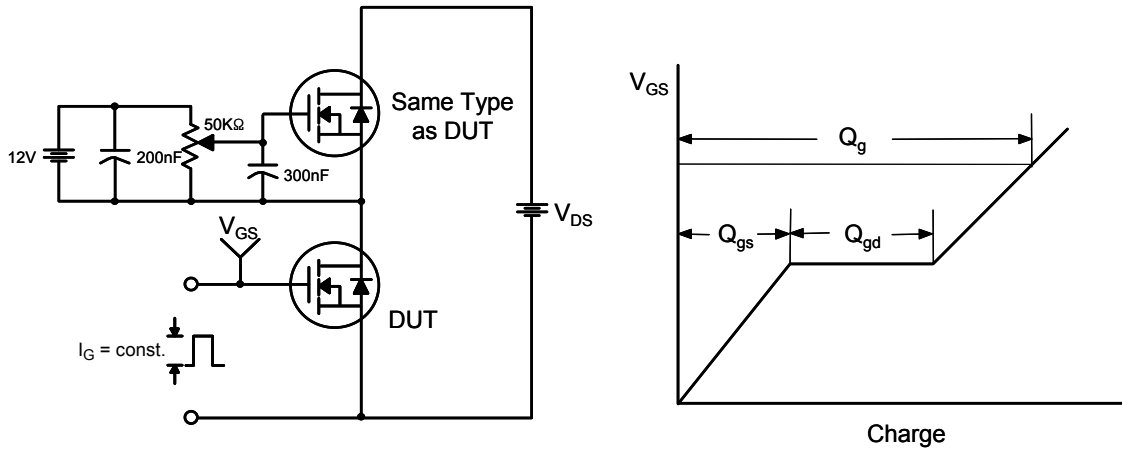 12V
200nF
50KΩ
300nF
Same Type
as DUT
V_DS
V_GS
DUT
I_G = const.
V_GS
Q_g
Q_gs
Q_gd
Charge